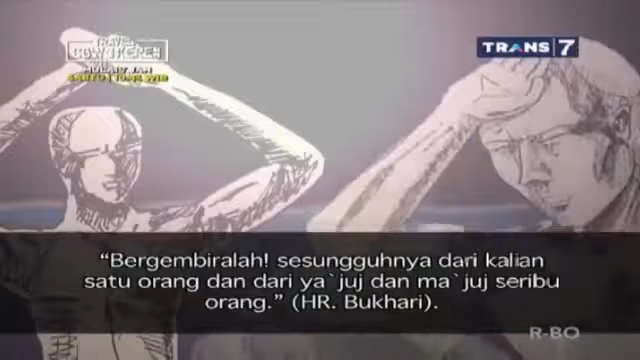 TRANS 7
"Bergembiralah! sesungguhnya dari kalian
satu orang dan dari ya`juj dan ma`juj seribu
orang." (HR. Bukhari).
R-BO